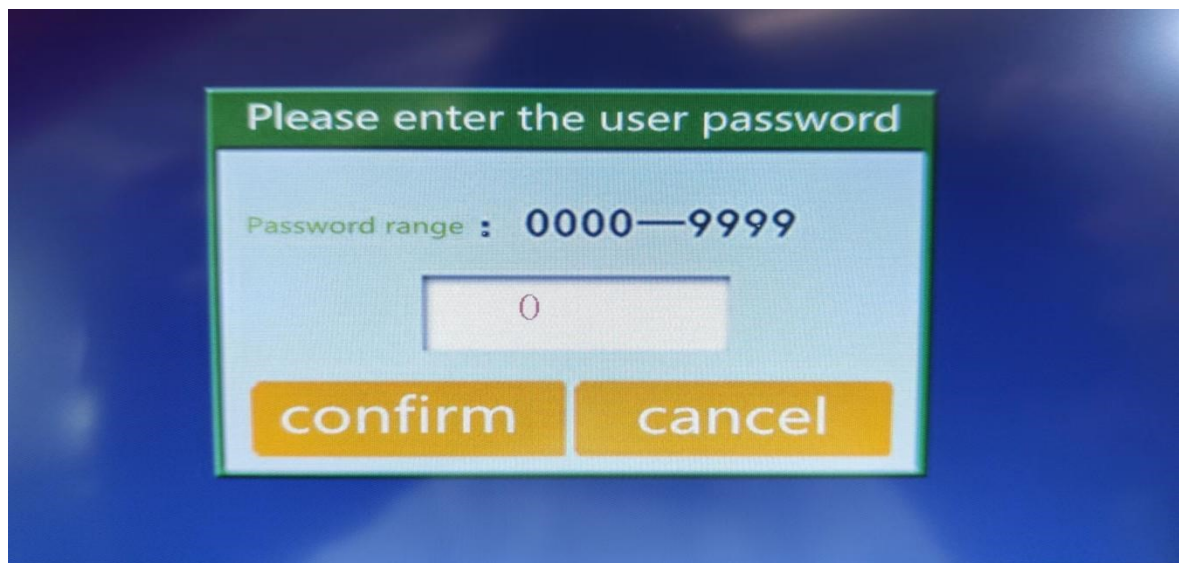 Please enter the user password
Password range : 0000—9999
0
confirm cancel